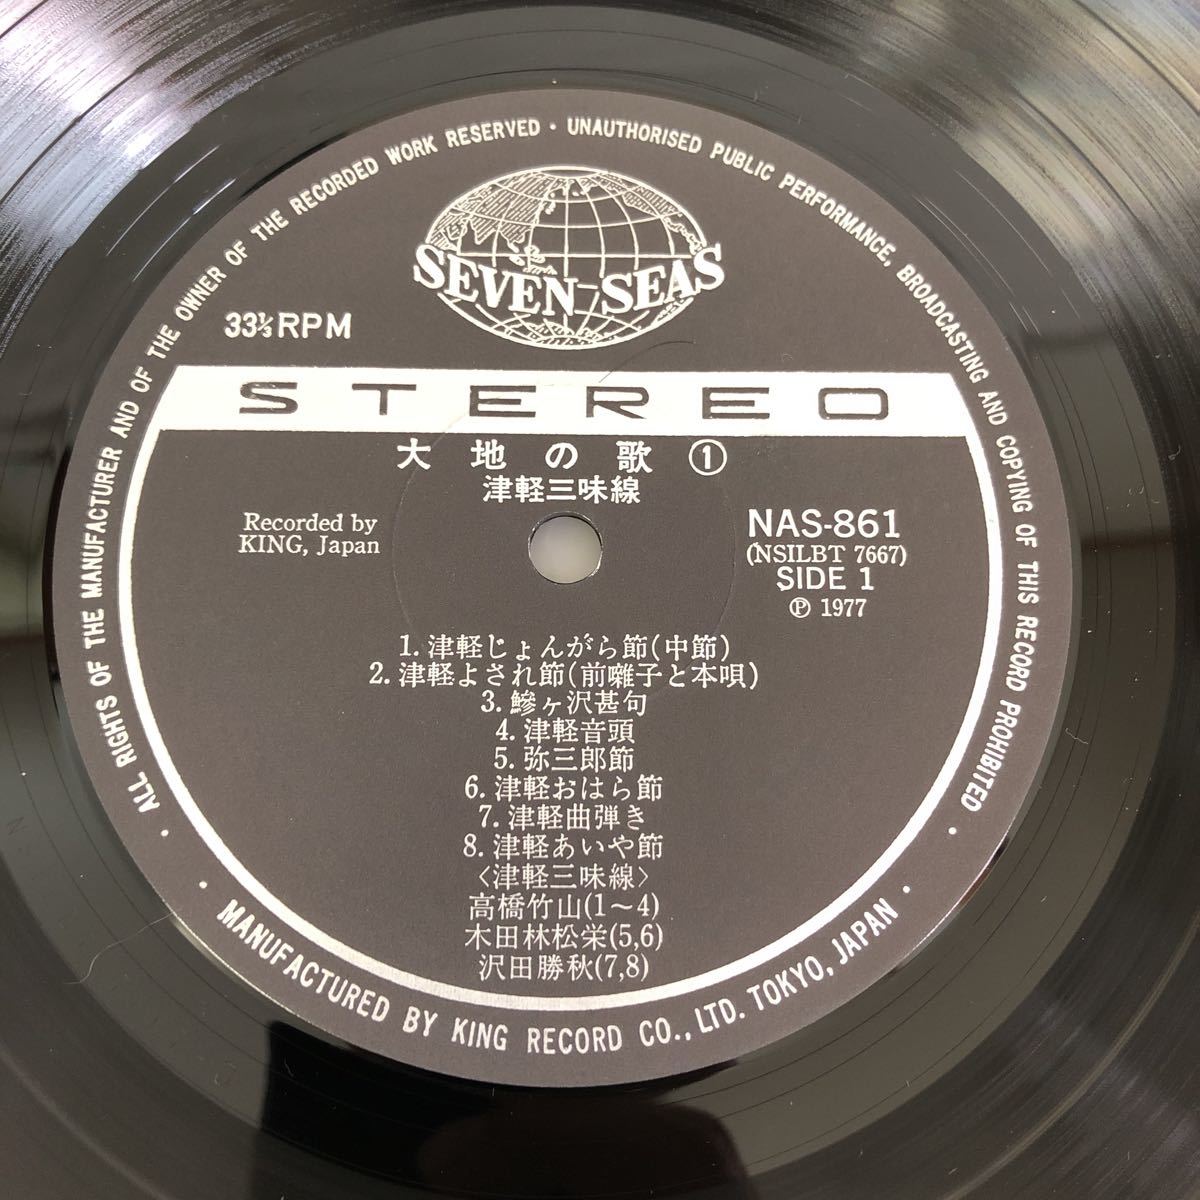 ALL RIGHTS OF THE MANUFACTURER AND OF THE OWNER OF THE RECORDED WORK RESERVED · UNAUTHORISED PUBLIC PERFORMANCE, BROADCASTING AND COPYING OF THIS RECORD PROHIBITED
SEVEN SEAS
33⅓RPM
STEREO
大地の歌①
津軽三味線
Recorded by
KING, Japan
NAS-861
(NSILBT 7667)
SIDE 1
Ⓟ 1977
1. 津軽じょんがら節(中節)
2. 津軽よされ節(前囃子と本唄)
3. 鰺ヶ沢甚句
4. 津軽音頭
5. 弥三郎節
6. 津軽おはら節
7. 津軽曲弾き
8. 津軽あいや節
〈津軽三味線〉
高橋竹山(1〜4)
木田林松栄(5,6)
沢田勝秋(7,8)
· MANUFACTURED BY KING RECORD CO., LTD. TOKYO, JAPAN ·